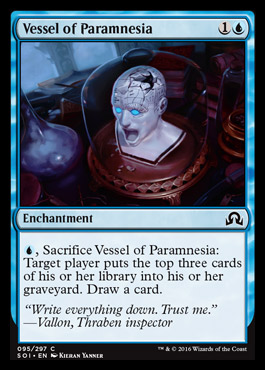 Vessel of Paramnesia 1
Enchantment
, Sacrifice Vessel of Paramnesia:
Target player puts the top three cards
of his or her library into his or her
graveyard. Draw a card.
“Write everything down. Trust me.”
—Vallon, Thraben inspector
095/297 C
SOI • EN KIERAN YANNER ™ & © 2016 Wizards of the Coast